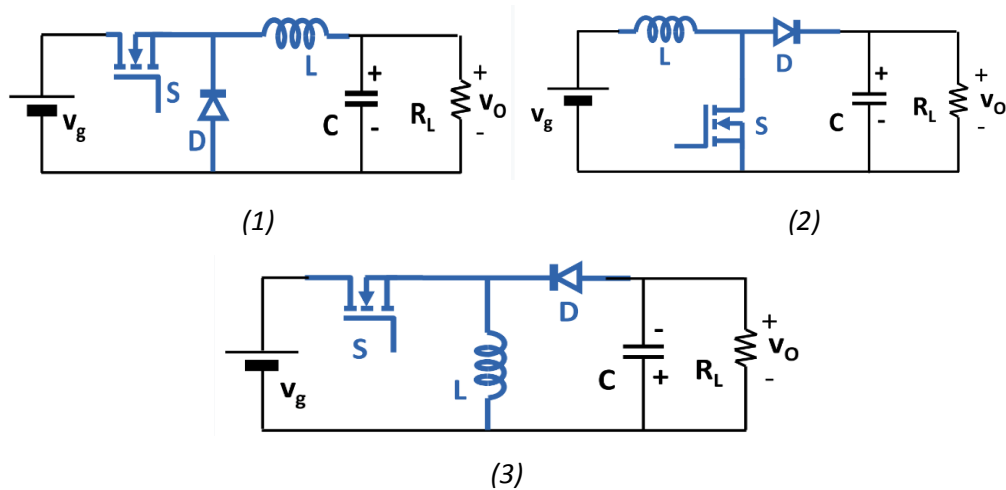 +
L
D
S
D
L
v_g
C
+
-
R_L
+
v_O
-
S
v_g
C
+
-
R_L
+
v_O
-
(1)
(2)
S
D
L
v_g
C
-
+
R_L
+
v_O
-
(3)